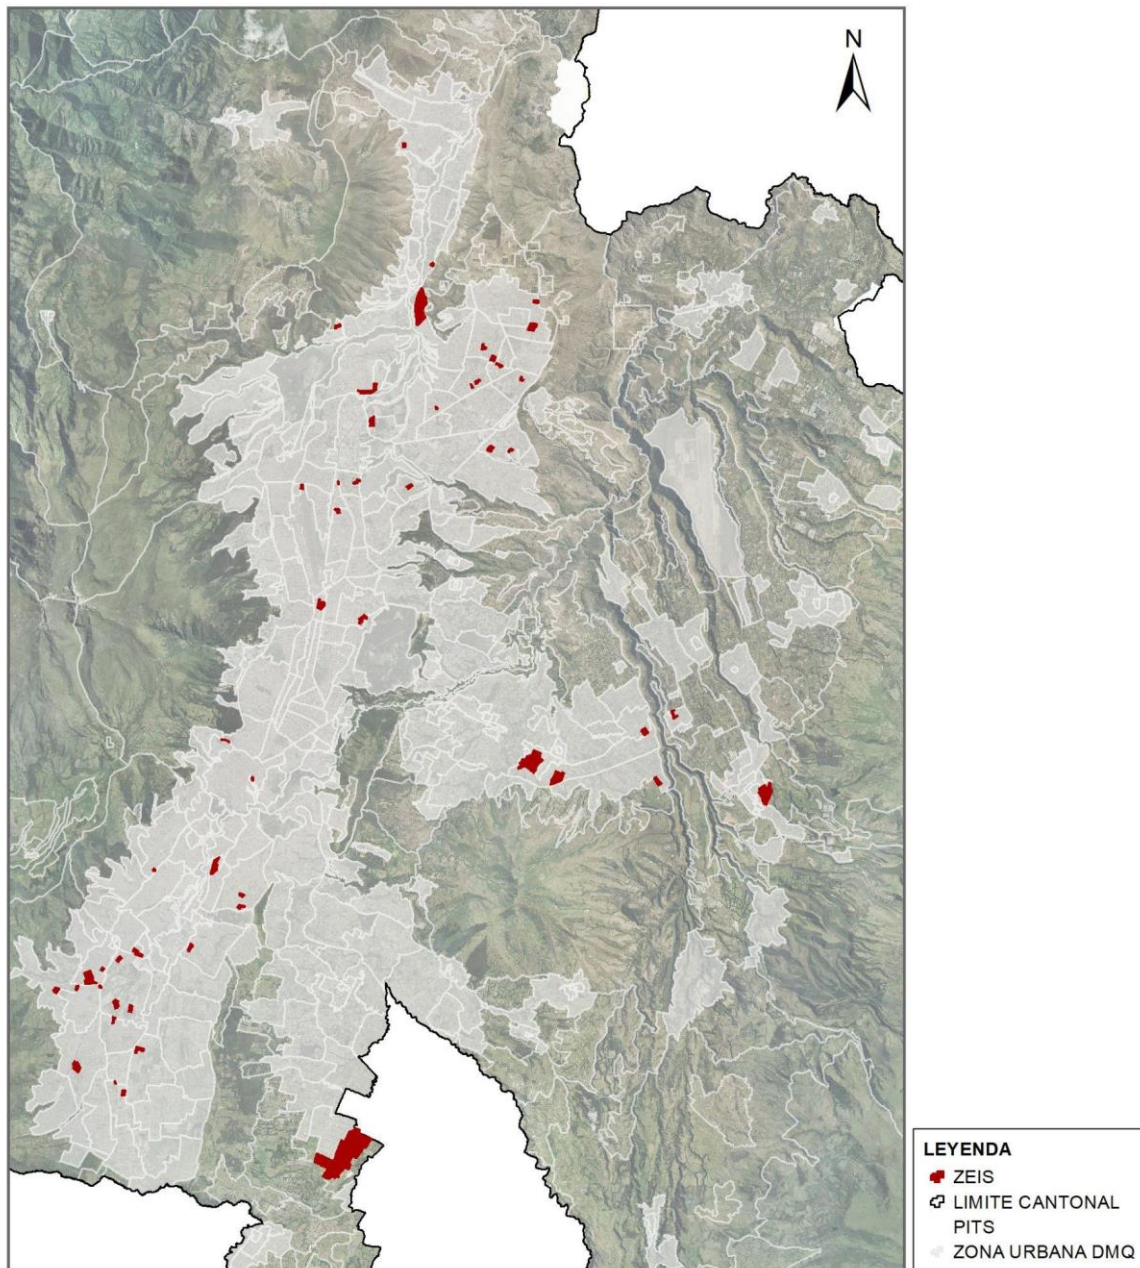 N
LEYENDA
ZEIS
LIMITE CANTONAL
PITS
ZONA URBANA DMQ